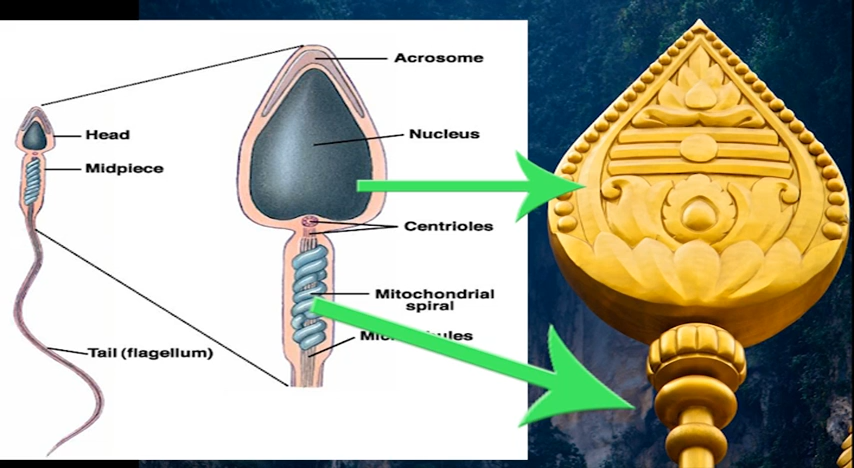 Acrosome
Head
Nucleus
Midpiece
Centrioles
Mitochondrial
spiral
Tail (flagellum)